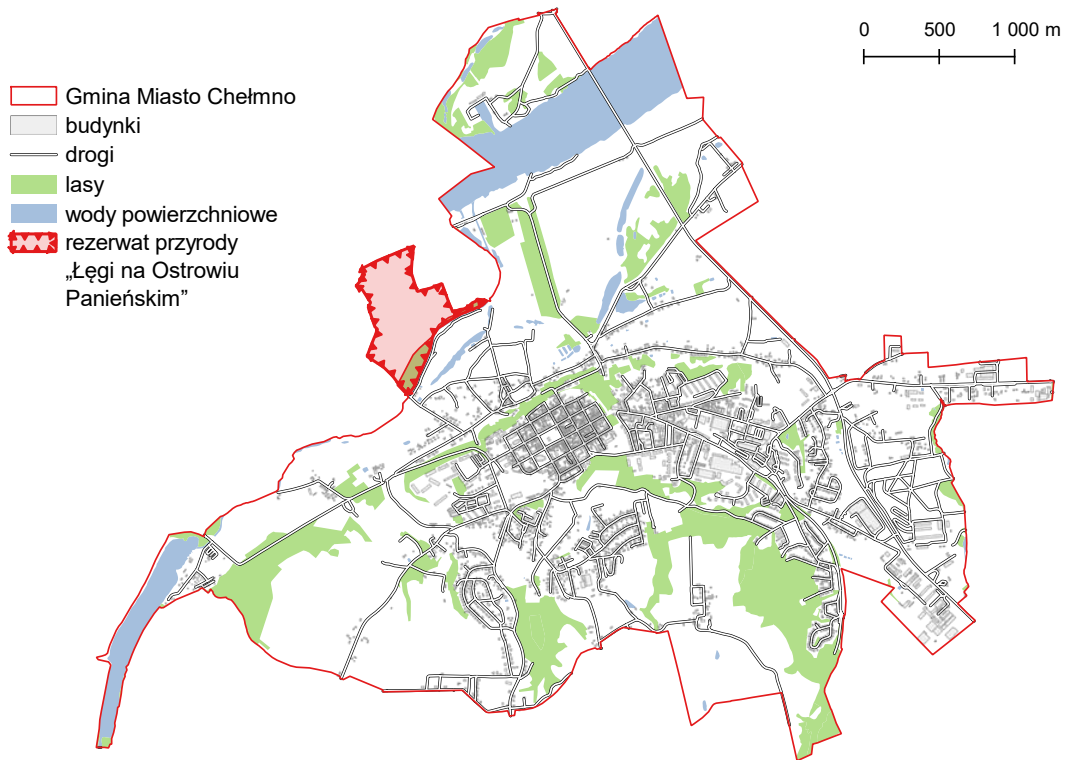 0 500 1 000 m
Gmina Miasto Chełmno
budynki
drogi
lasy
wody powierzchniowe
rezerwat przyrody
„Łęgi na Ostrowiu
Panieńskim”